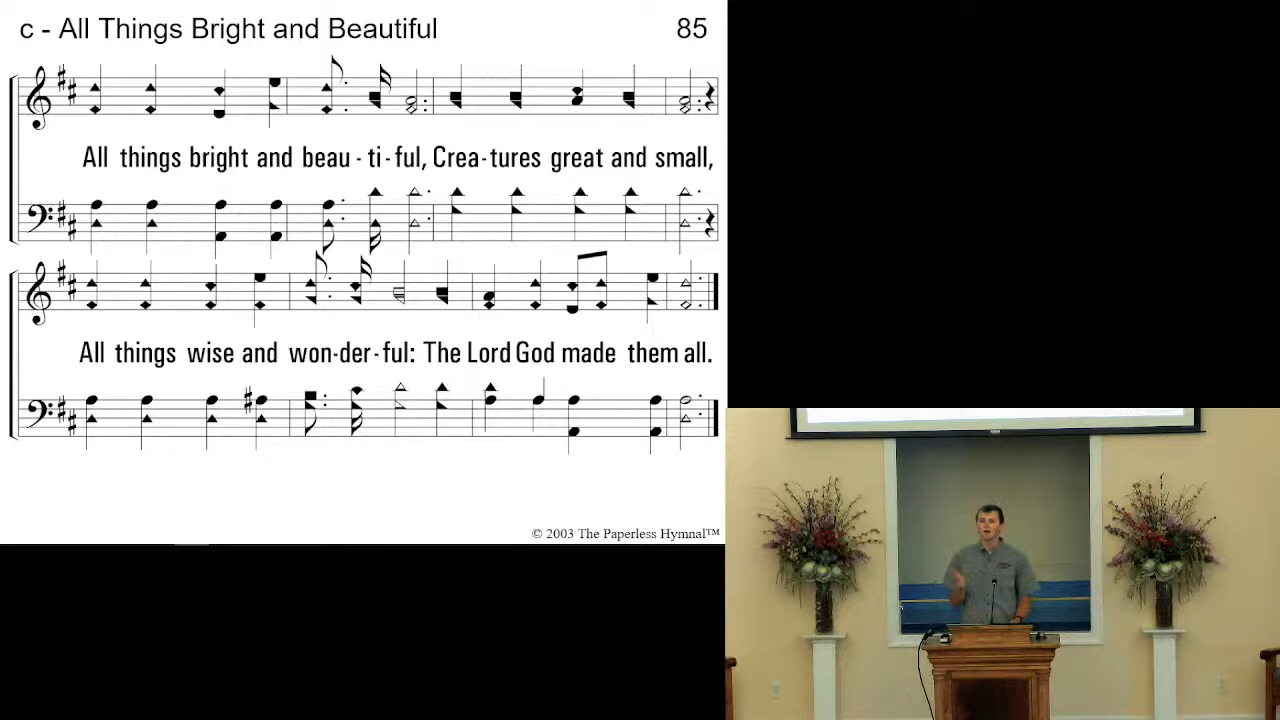 c - All Things Bright and Beautiful 85
All things bright and beau - ti - ful, Crea - tures great and small,
All things wise and won - der - ful: The Lord God made them all.
© 2003 The Paperless Hymnal™